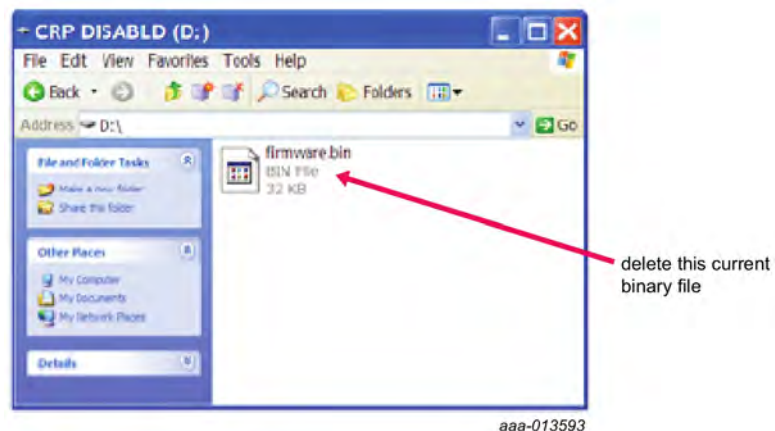 CRP DISABLD (D:)
File Edit View Favorites Tools Help
Back Search Folders
Address D:\ Go
File and Folder Tasks
Make a new folder
Share this folder
Other Places
My Computer
My Documents
My Network Places
Details
firmware.bin
BIN File
32 KB
delete this current
binary file
aaa-013593